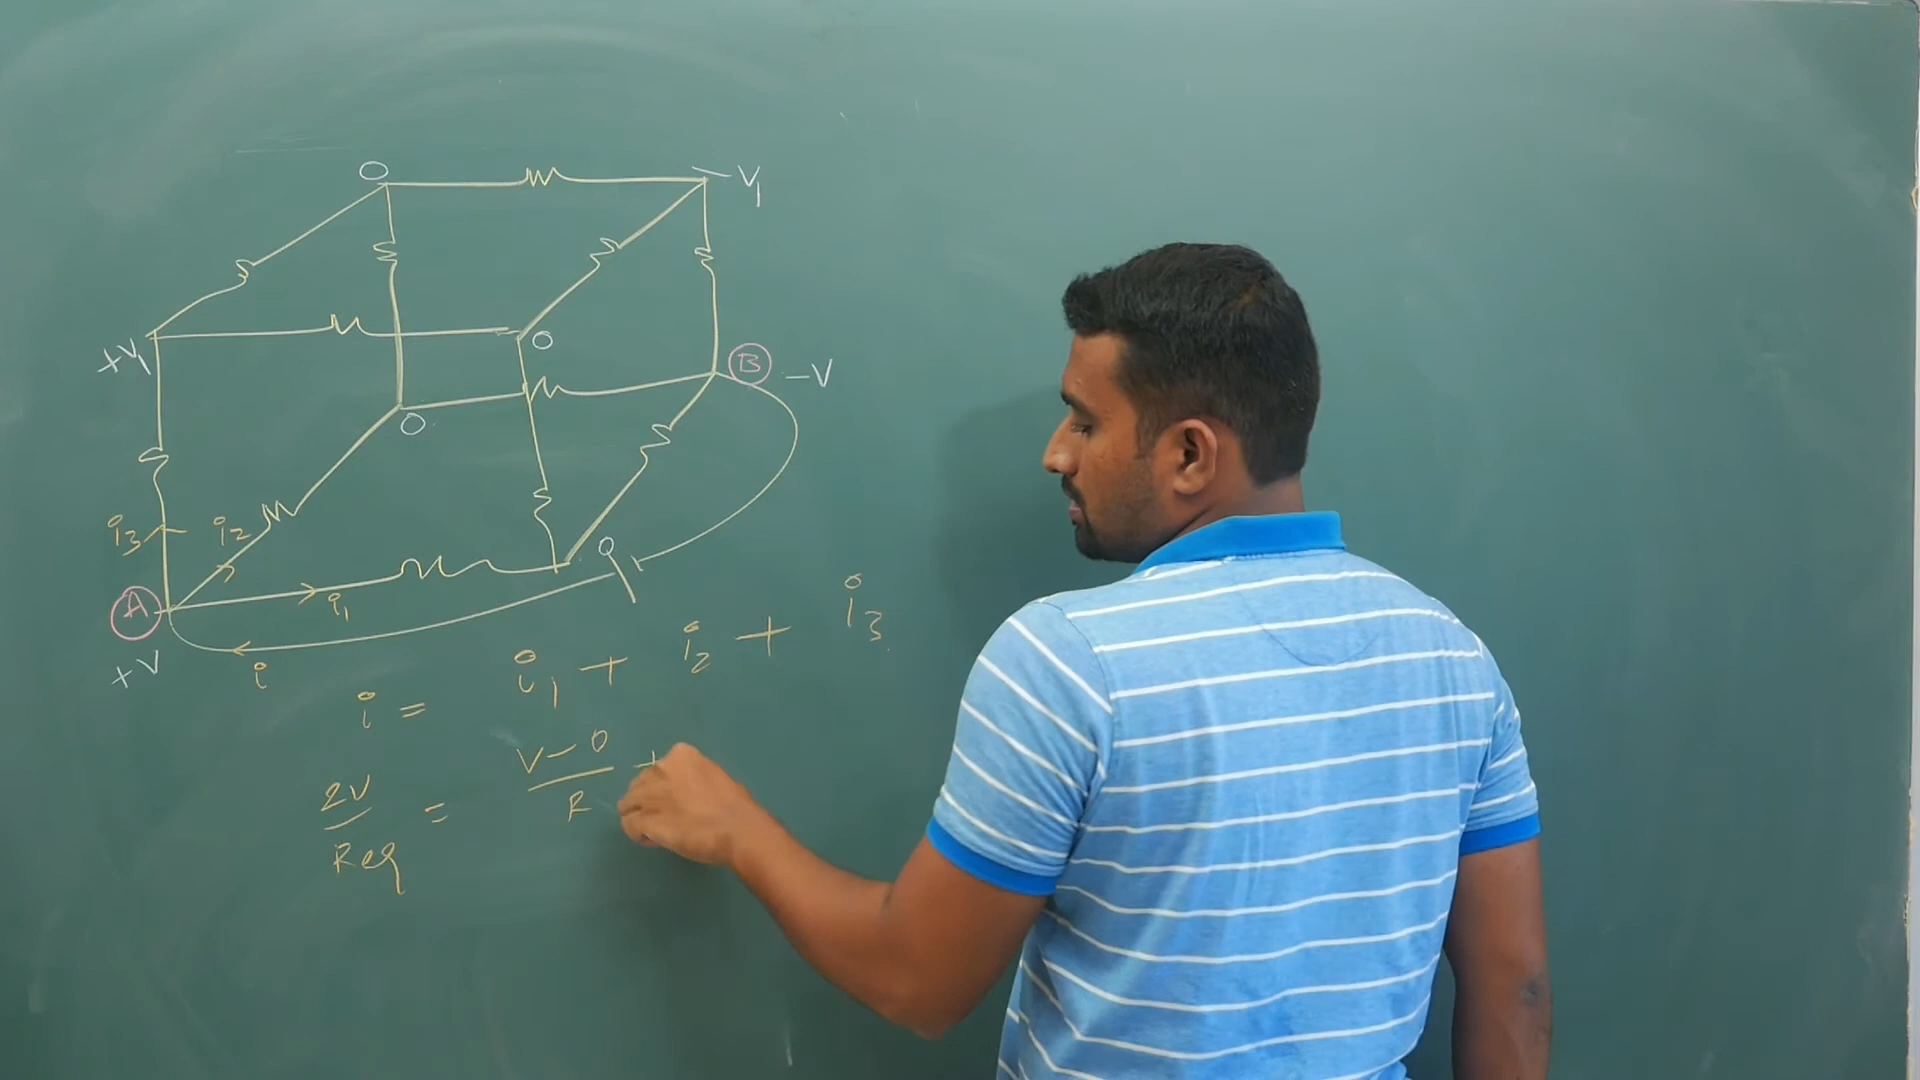 0
-V₁
+V₁
0
B -V
0
i₃ i₂
0
A i₁
+V i
i = i₁ + i₂ + i₃
2V/Req = V-0/R +